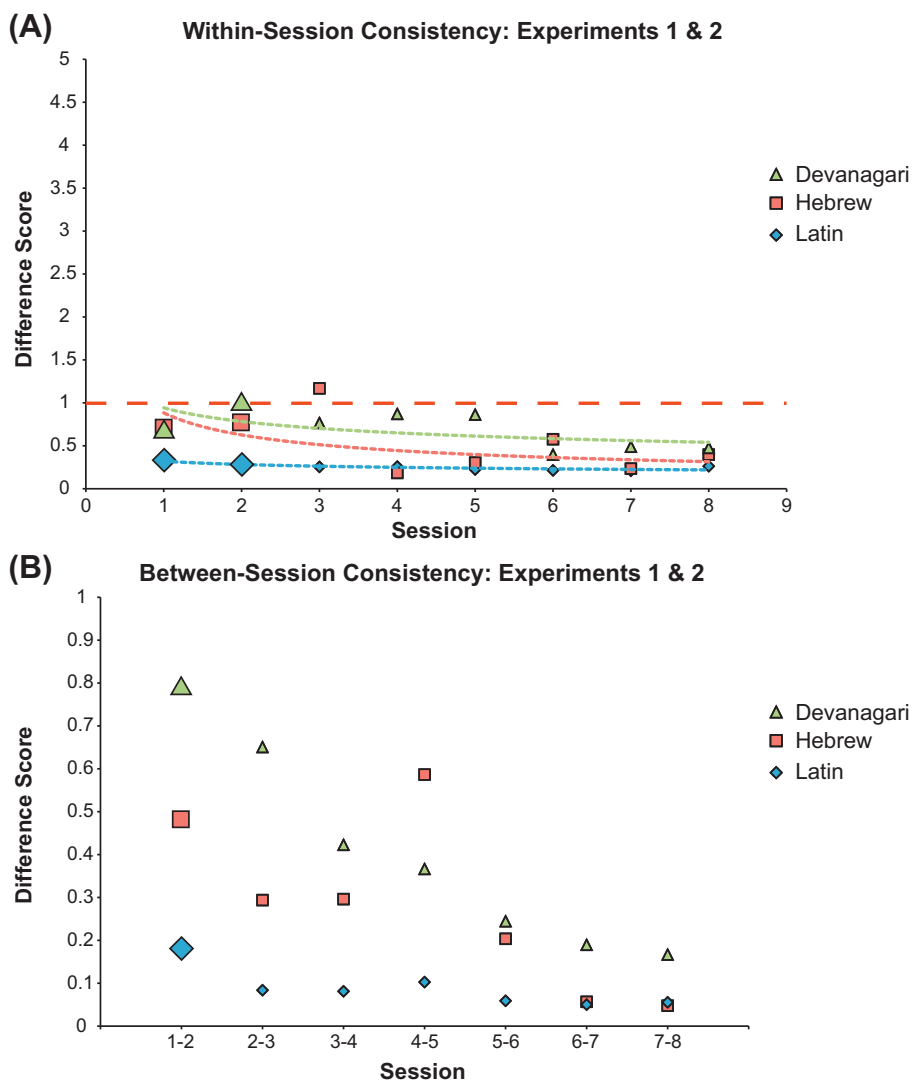 (A)
Within-Session Consistency: Experiments 1 & 2
5
4.5
4
3.5
3
2.5
2
1.5
1
0.5
0
Difference Score
Devanagari
Hebrew
Latin
0 1 2 3 4 5 6 7 8 9
Session
(B)
Between-Session Consistency: Experiments 1 & 2
1
0.9
0.8
0.7
0.6
0.5
0.4
0.3
0.2
0.1
0
Difference Score
Devanagari
Hebrew
Latin
1-2 2-3 3-4 4-5 5-6 6-7 7-8
Session